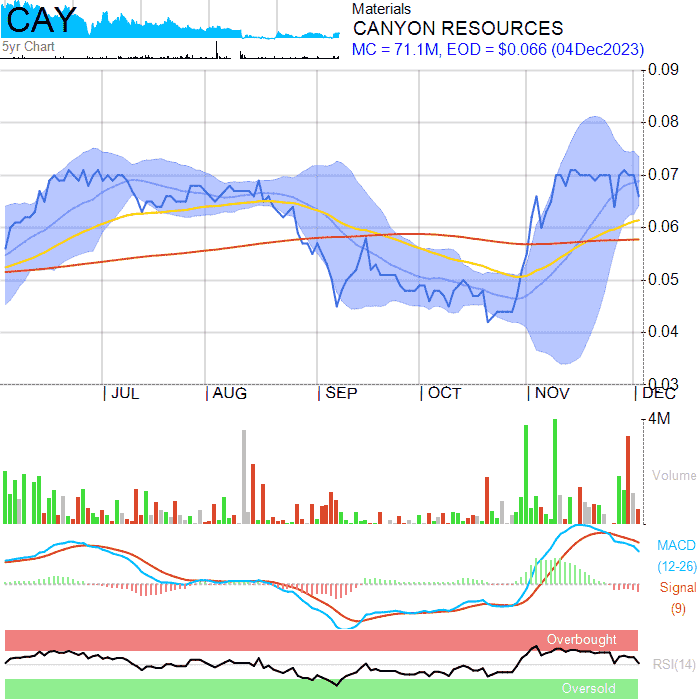 CAY
5yr Chart
Materials
CANYON RESOURCES
MC = 71.1M, EOD = $0.066 (04Dec2023)
0.09
0.08
0.07
0.06
0.05
0.04
0.03
JUL AUG SEP OCT NOV DEC
4M
Volume
MACD
(12-26)
Signal
(9)
Overbought
RSI(14)
Oversold